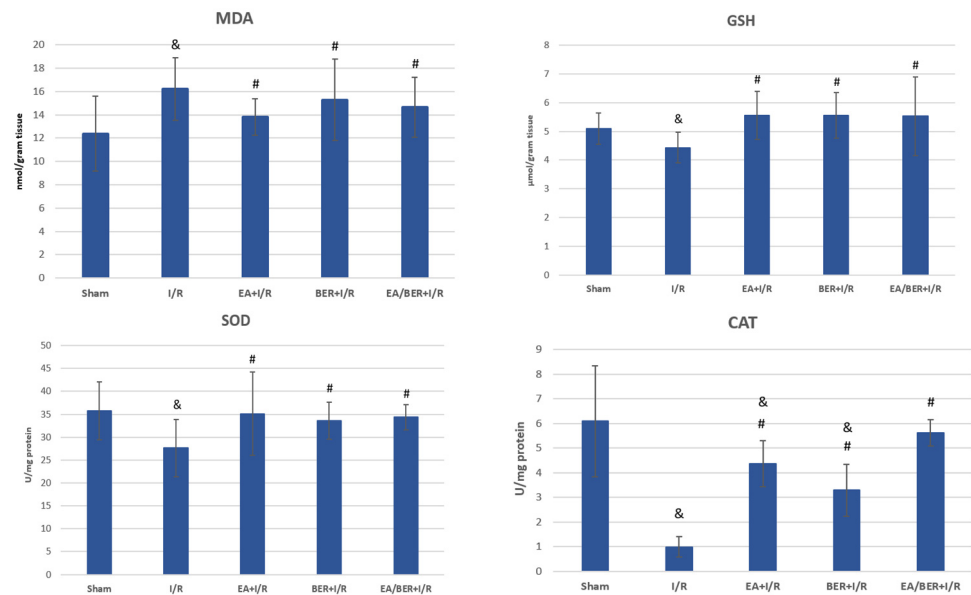 MDA
20
18
16
14
12
10
8
6
4
2
0
nmol/gram tissue
&
#
#
#
Sham
I/R
EA+I/R
BER+I/R
EA/BER+I/R
GSH
8
7
6
5
4
3
2
1
0
µmol/gram tissue
&
#
#
#
Sham
I/R
EA+I/R
BER+I/R
EA/BER+I/R
SOD
50
45
40
35
30
25
20
15
10
5
0
U/mg protein
&
#
#
#
Sham
I/R
EA+I/R
BER+I/R
EA/BER+I/R
CAT
9
8
7
6
5
4
3
2
1
0
U/mg protein
&
&
#
&
#
#
Sham
I/R
EA+I/R
BER+I/R
EA/BER+I/R